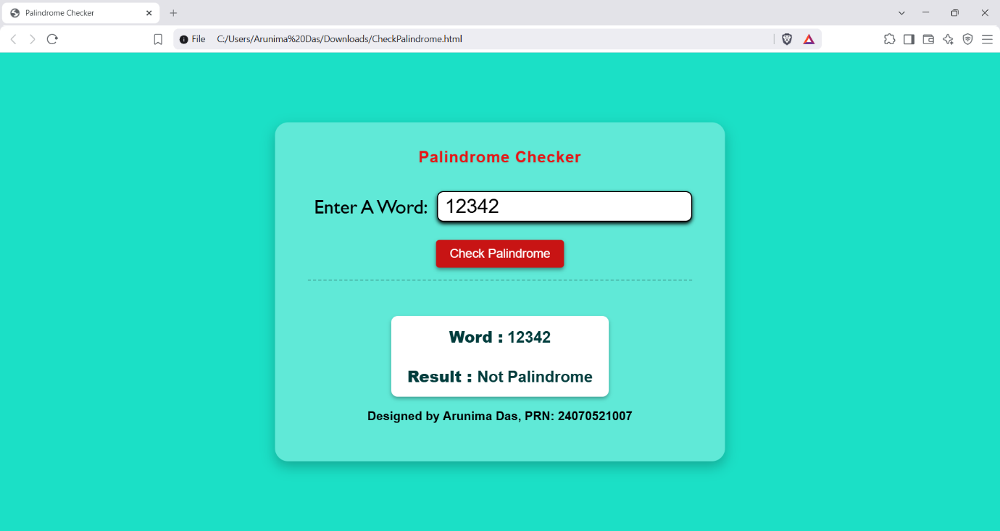 Palindrome Checker
File C:/Users/Arunima%20Das/Downloads/CheckPalindrome.html
Palindrome Checker
Enter A Word: 12342
Check Palindrome
Word : 12342
Result : Not Palindrome
Designed by Arunima Das, PRN: 24070521007